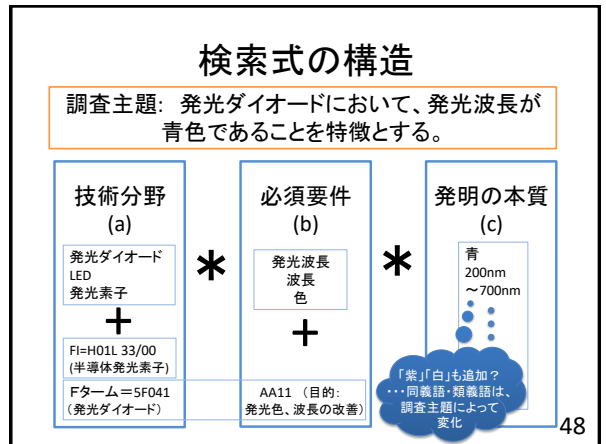 検索式の構造
調査主題: 発光ダイオードにおいて、発光波長が
青色であることを特徴とする。
技術分野
(a)
発光ダイオード
LED
発光素子
+
FI=H01L 33/00
(半導体発光素子)
Fターム=5F041
(発光ダイオード)
*
必須要件
(b)
発光波長
波長
色
+
AA11 (目的:
発光色、波長の改善)
*
発明の本質
(c)
青
200nm
～700nm
「紫」「白」も追加?
・・・同義語・類義語は、
調査主題によって
変化
48